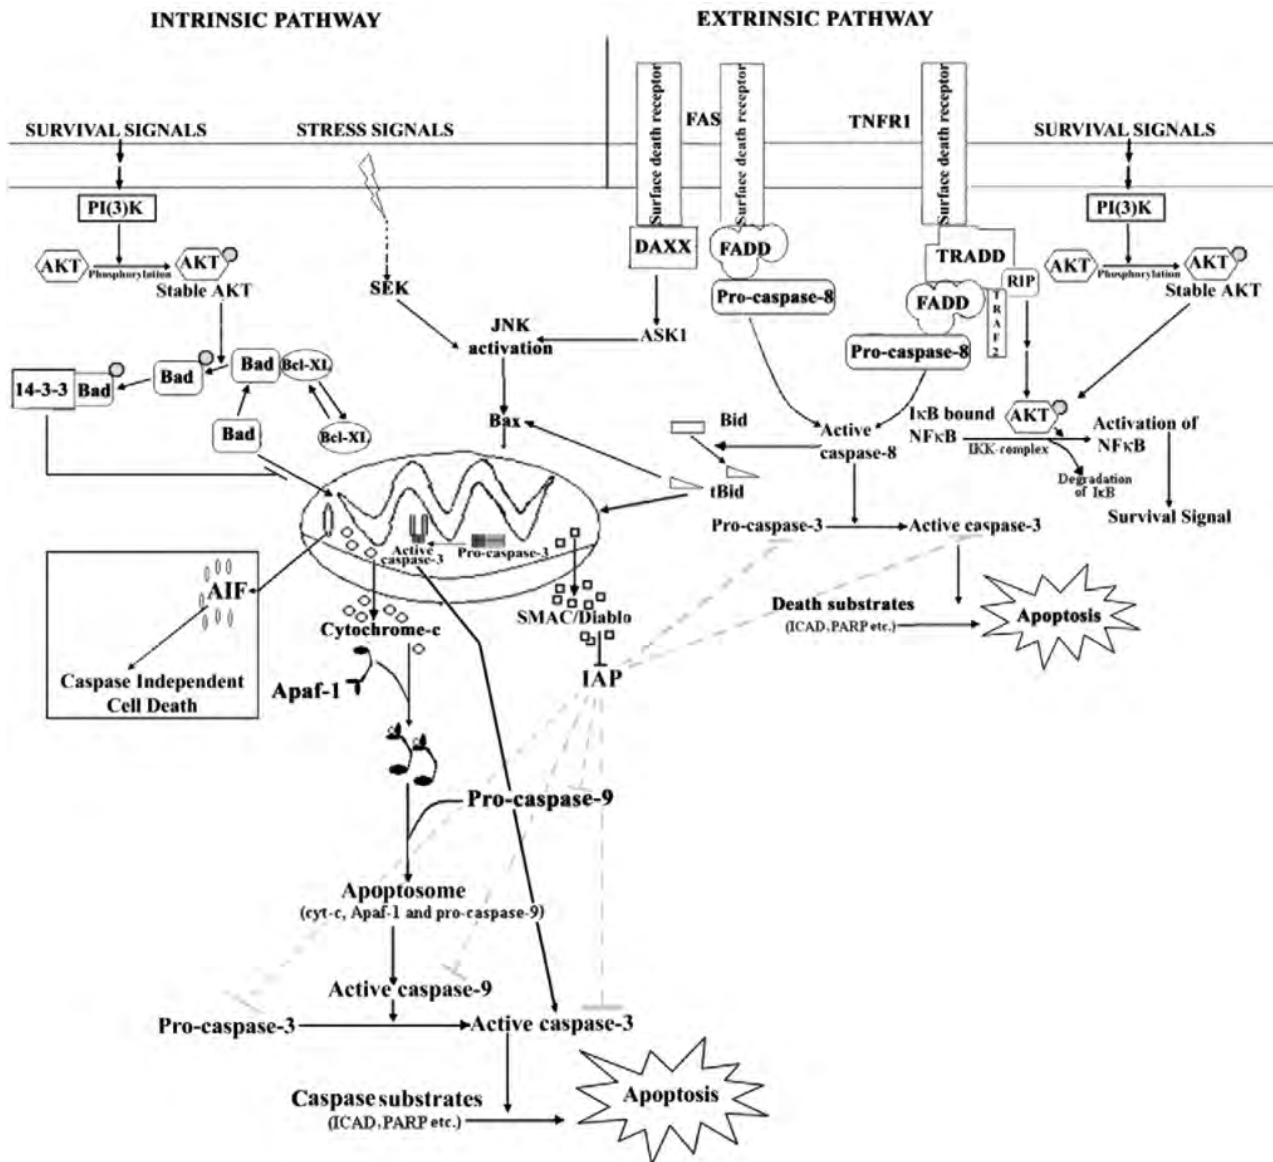 INTRINSIC PATHWAY
EXTRINSIC PATHWAY
SURVIVAL SIGNALS
STRESS SIGNALS
Surface death receptor
FAS
Surface death receptor
TNFR1
Surface death receptor
SURVIVAL SIGNALS
PI(3)K
PI(3)K
AKT
Phosphorylation
AKT
Stable AKT
SEK
DAXX
FADD
TRADD
RIP
TRAF2
FADD
AKT
Phosphorylation
AKT
Stable AKT
Pro-caspase-8
Pro-caspase-8
JNK
activation
ASK1
14-3-3
Bad
Bad
Bad
Bcl-XL
Bad
Bcl-XL
Bax
Bid
tBid
Active
caspase-8
IκB bound
NFκB
AKT
IKK-complex
Activation of
NFκB
Degradation
of IκB
Survival Signal
Active
caspase-3
Pro-caspase-3
Pro-caspase-3
Active caspase-3
AIF
Caspase Independent
Cell Death
Cytochrome-c
SMAC/Diablo
IAP
Death substrates
(ICAD, PARP etc.)
Apoptosis
Apaf-1
Pro-caspase-9
Apoptosome
(cyt-c, Apaf-1 and pro-caspase-9)
Active caspase-9
Pro-caspase-3
Active caspase-3
Caspase substrates
(ICAD, PARP etc.)
Apoptosis